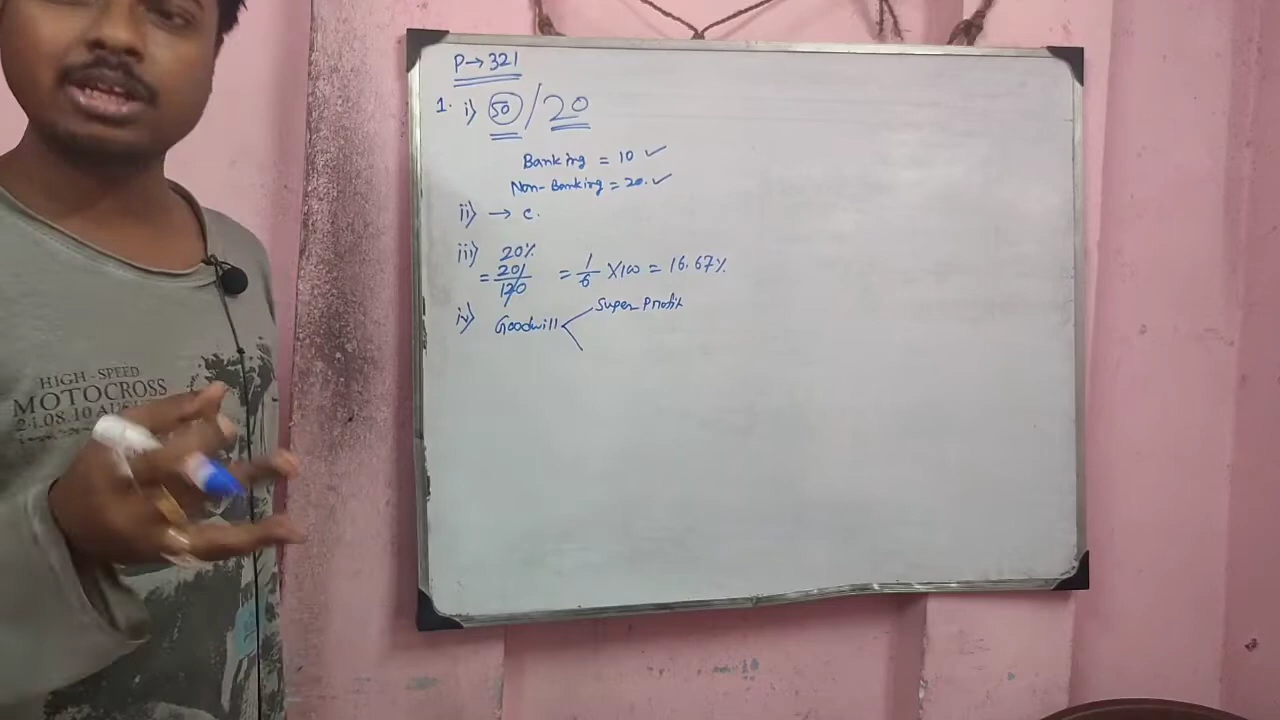 P→321
1. i) 50 / 20
Banking = 10 ✓
Non-Banking = 20. ✓
ii) → c.
iii) 20%
= 20/120 = 1/6 × 100 = 16.67%
iv) Goodwill < Super Profit
HIGH-SPEED
MOTOCROSS